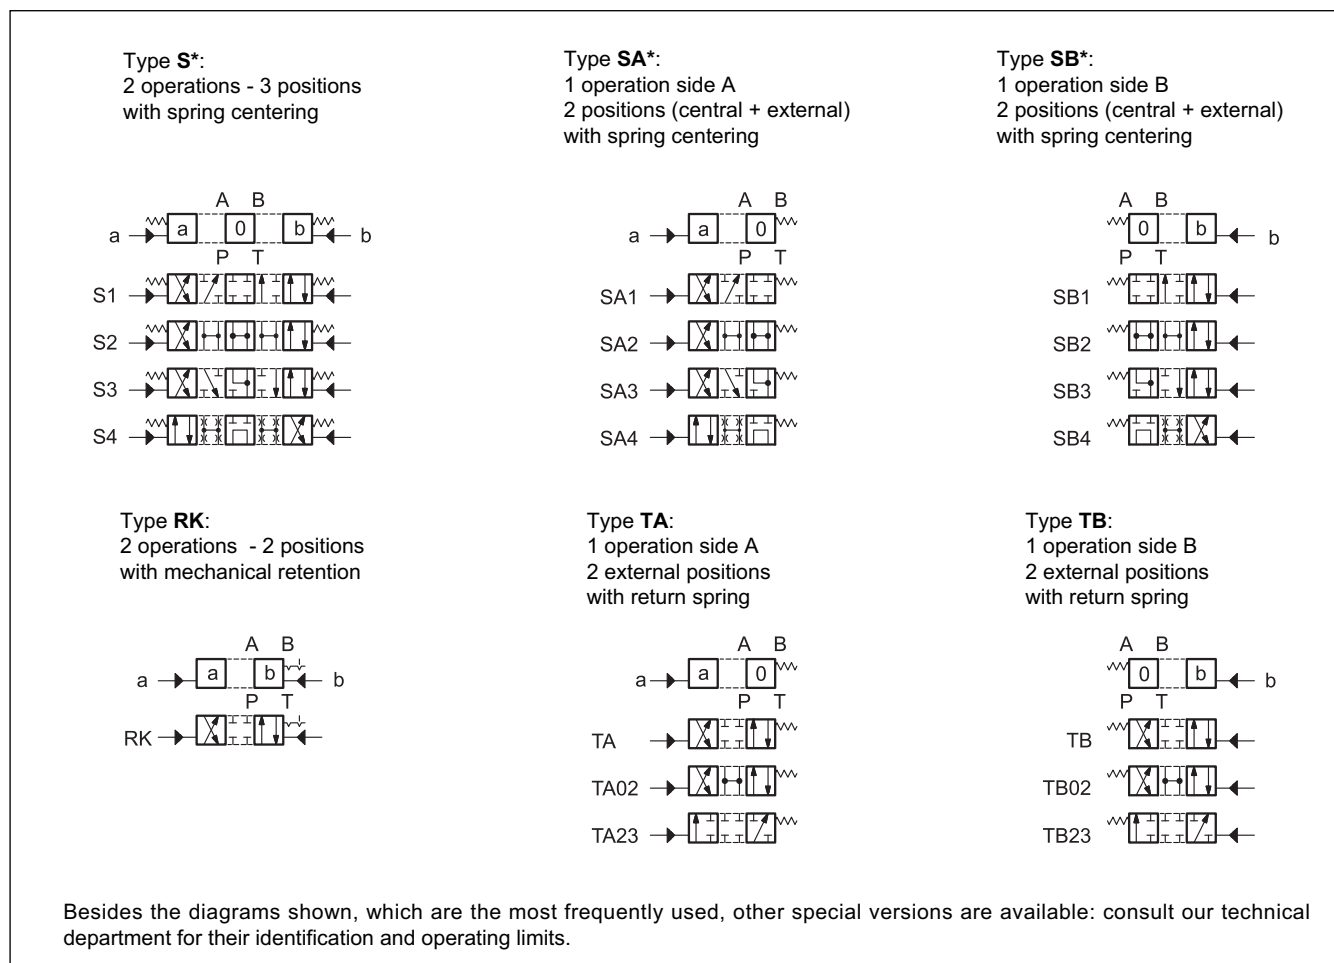 Type S*:
2 operations - 3 positions
with spring centering
Type SA*:
1 operation side A
2 positions (central + external)
with spring centering
Type SB*:
1 operation side B
2 positions (central + external)
with spring centering
A B
a a 0 b b
P T
S1
S2
S3
S4
A B
a a 0
P T
SA1
SA2
SA3
SA4
A B
0 b b
P T
SB1
SB2
SB3
SB4
Type RK:
2 operations - 2 positions
with mechanical retention
Type TA:
1 operation side A
2 external positions
with return spring
Type TB:
1 operation side B
2 external positions
with return spring
A B
a a b b
P T
RK
A B
a a 0
P T
TA
TA02
TA23
A B
0 b b
P T
TB
TB02
TB23
Besides the diagrams shown, which are the most frequently used, other special versions are available: consult our technical
department for their identification and operating limits.